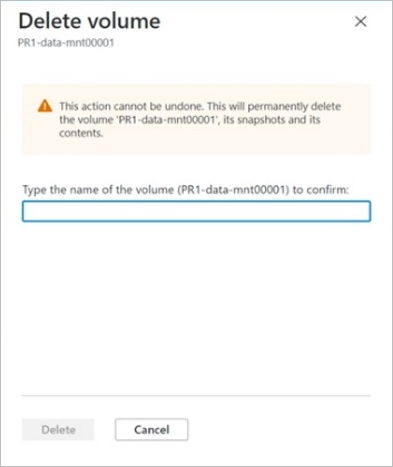 Delete volume
PR1-data-mnt00001
This action cannot be undone. This will permanently delete
the volume 'PR1-data-mnt00001', its snapshots and its
contents.
Type the name of the volume (PR1-data-mnt00001) to confirm:
Delete
Cancel